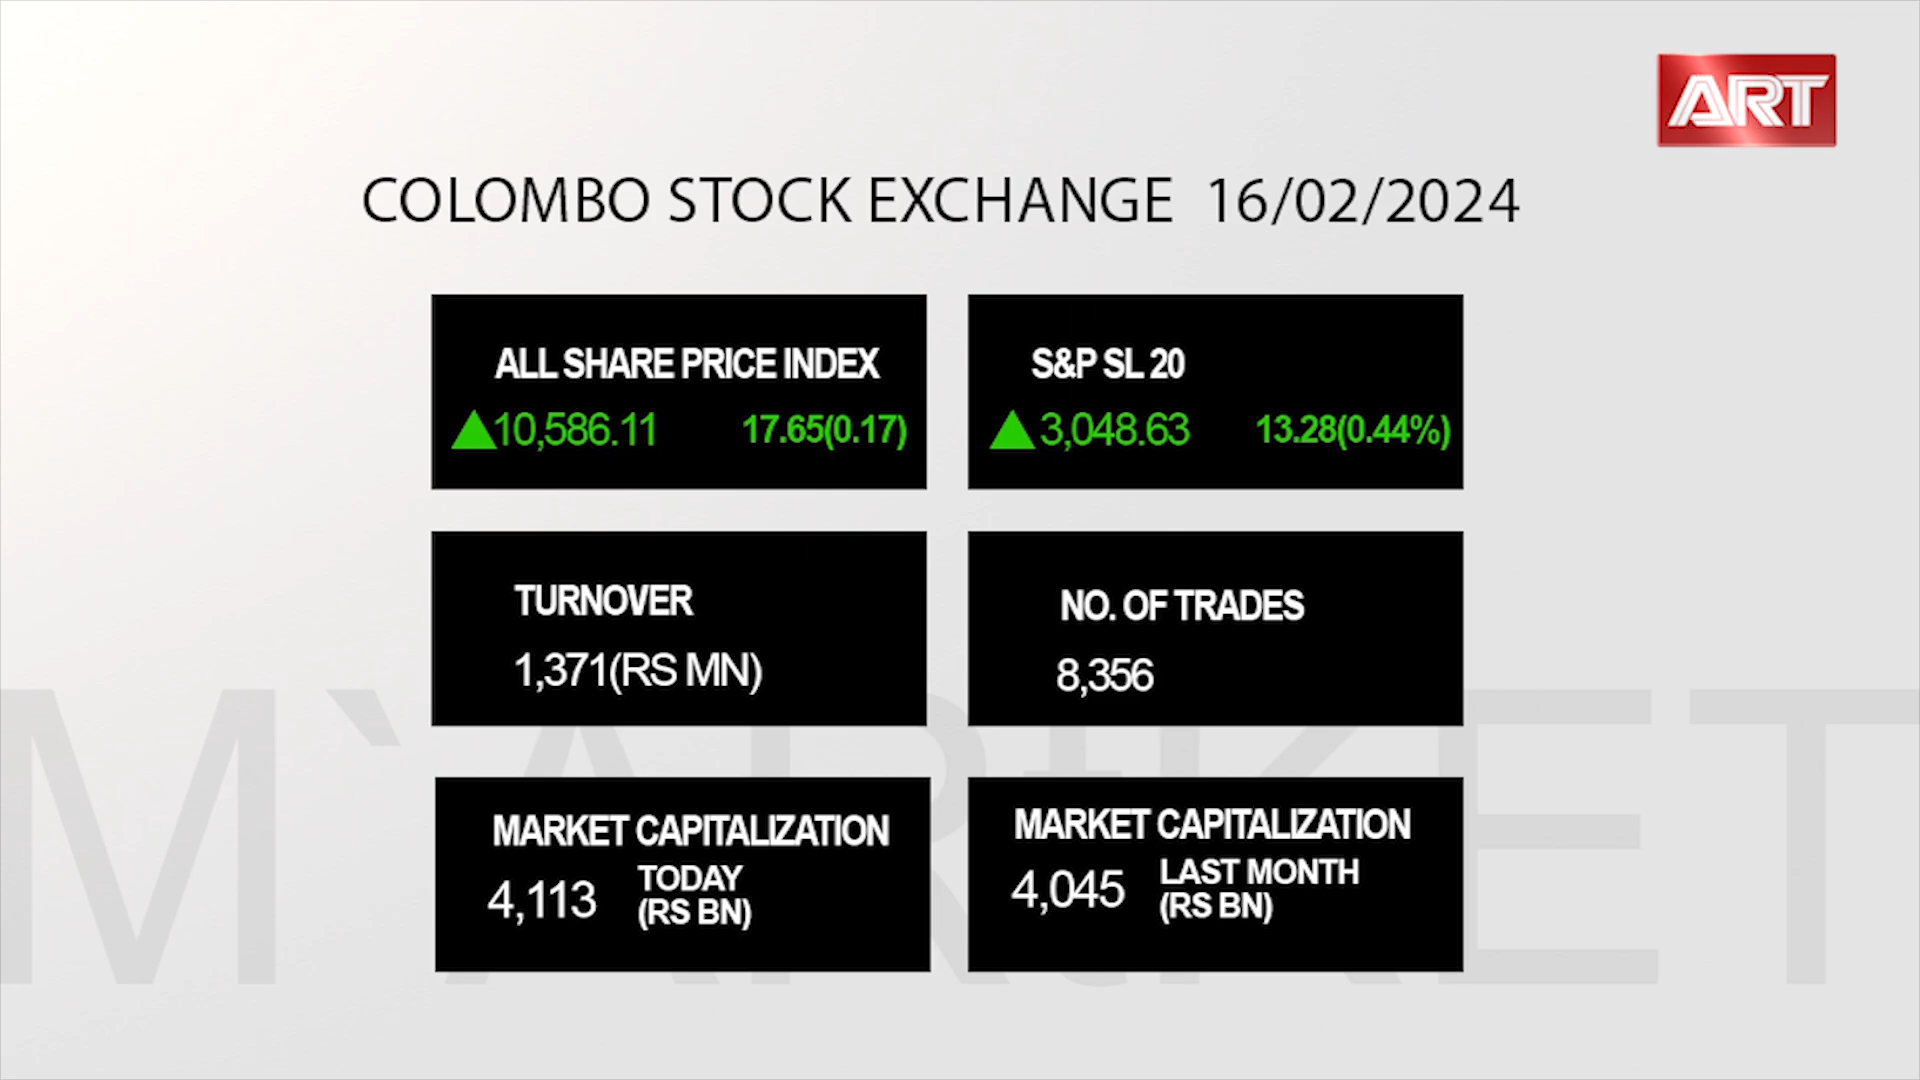 ART
COLOMBO STOCK EXCHANGE 16/02/2024
ALL SHARE PRICE INDEX
▲10,586.11 17.65(0.17)
S&P SL 20
▲3,048.63 13.28(0.44%)
TURNOVER
1,371(RS MN)
NO. OF TRADES
8,356
MARKET CAPITALIZATION
4,113 TODAY
(RS BN)
MARKET CAPITALIZATION
4,045 LAST MONTH
(RS BN)